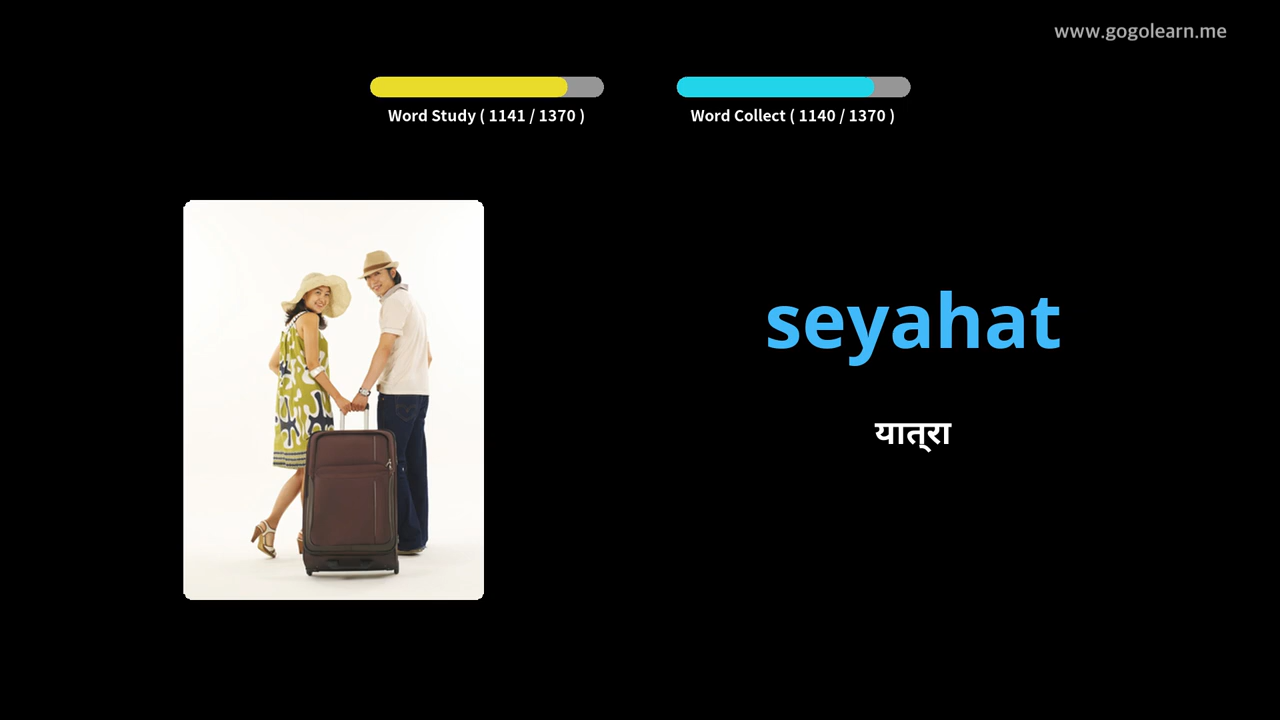 www.gogolearn.me
Word Study ( 1141 / 1370 )
Word Collect ( 1140 / 1370 )
seyahat
यात्रा